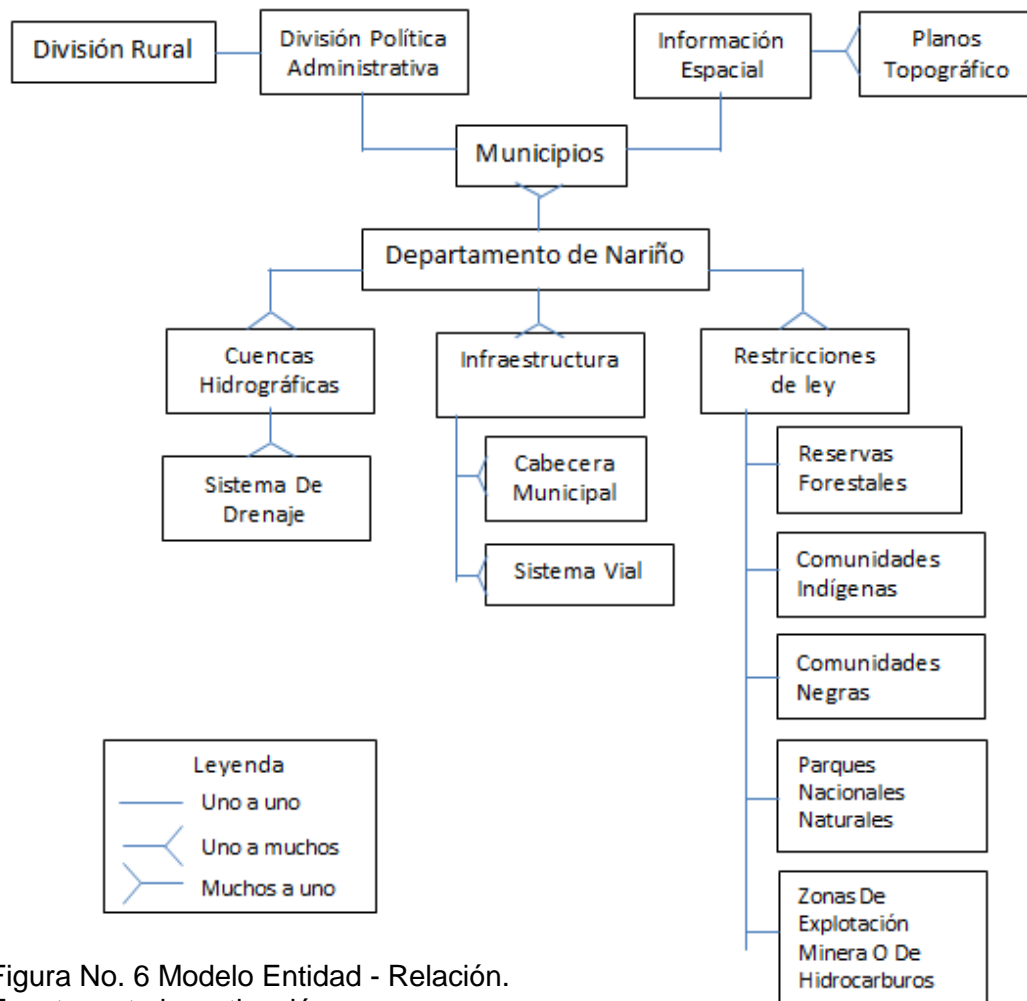 División Rural
División Política
Administrativa
Información
Espacial
Planos
Topográfico
Municipios
Departamento de Nariño
Cuencas
Hidrográficas
Infraestructura
Restricciones
de ley
Sistema De
Drenaje
Cabecera
Municipal
Sistema Vial
Reservas
Forestales
Comunidades
Indígenas
Comunidades
Negras
Parques
Nacionales
Naturales
Zonas De
Explotación
Minera O De
Hidrocarburos
Leyenda
Uno a uno
Uno a muchos
Muchos a uno
Figura No. 6 Modelo Entidad - Relación.